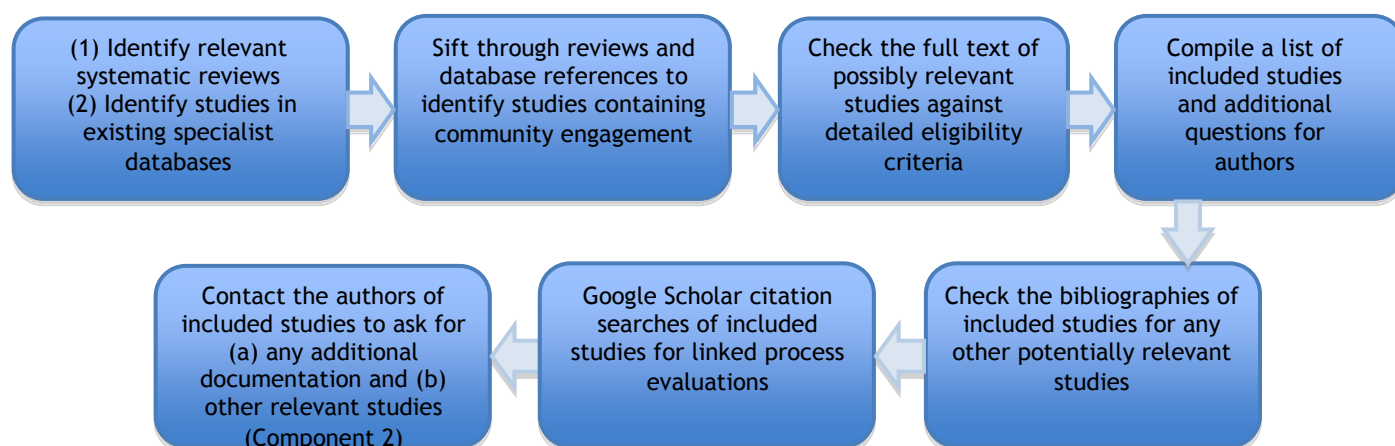 (1) Identify relevant
systematic reviews
(2) Identify studies in
existing specialist
databases
Sift through reviews and
database references to
identify studies containing
community engagement
Check the full text of
possibly relevant
studies against
detailed eligibility
criteria
Compile a list of
included studies
and additional
questions for
authors
Check the bibliographies of
included studies for any
other potentially relevant
studies
Google Scholar citation
searches of included
studies for linked process
evaluations
Contact the authors of
included studies to ask for
(a) any additional
documentation and (b)
other relevant studies
(Component 2)